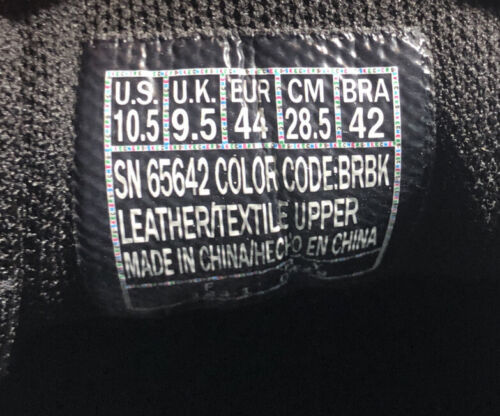 U.S. U.K. EUR CM BRA
10.5 9.5 44 28.5 42
SN 65642 COLOR CODE:BRBK
LEATHER/TEXTILE UPPER
MADE IN CHINA/HECHO EN CHINA